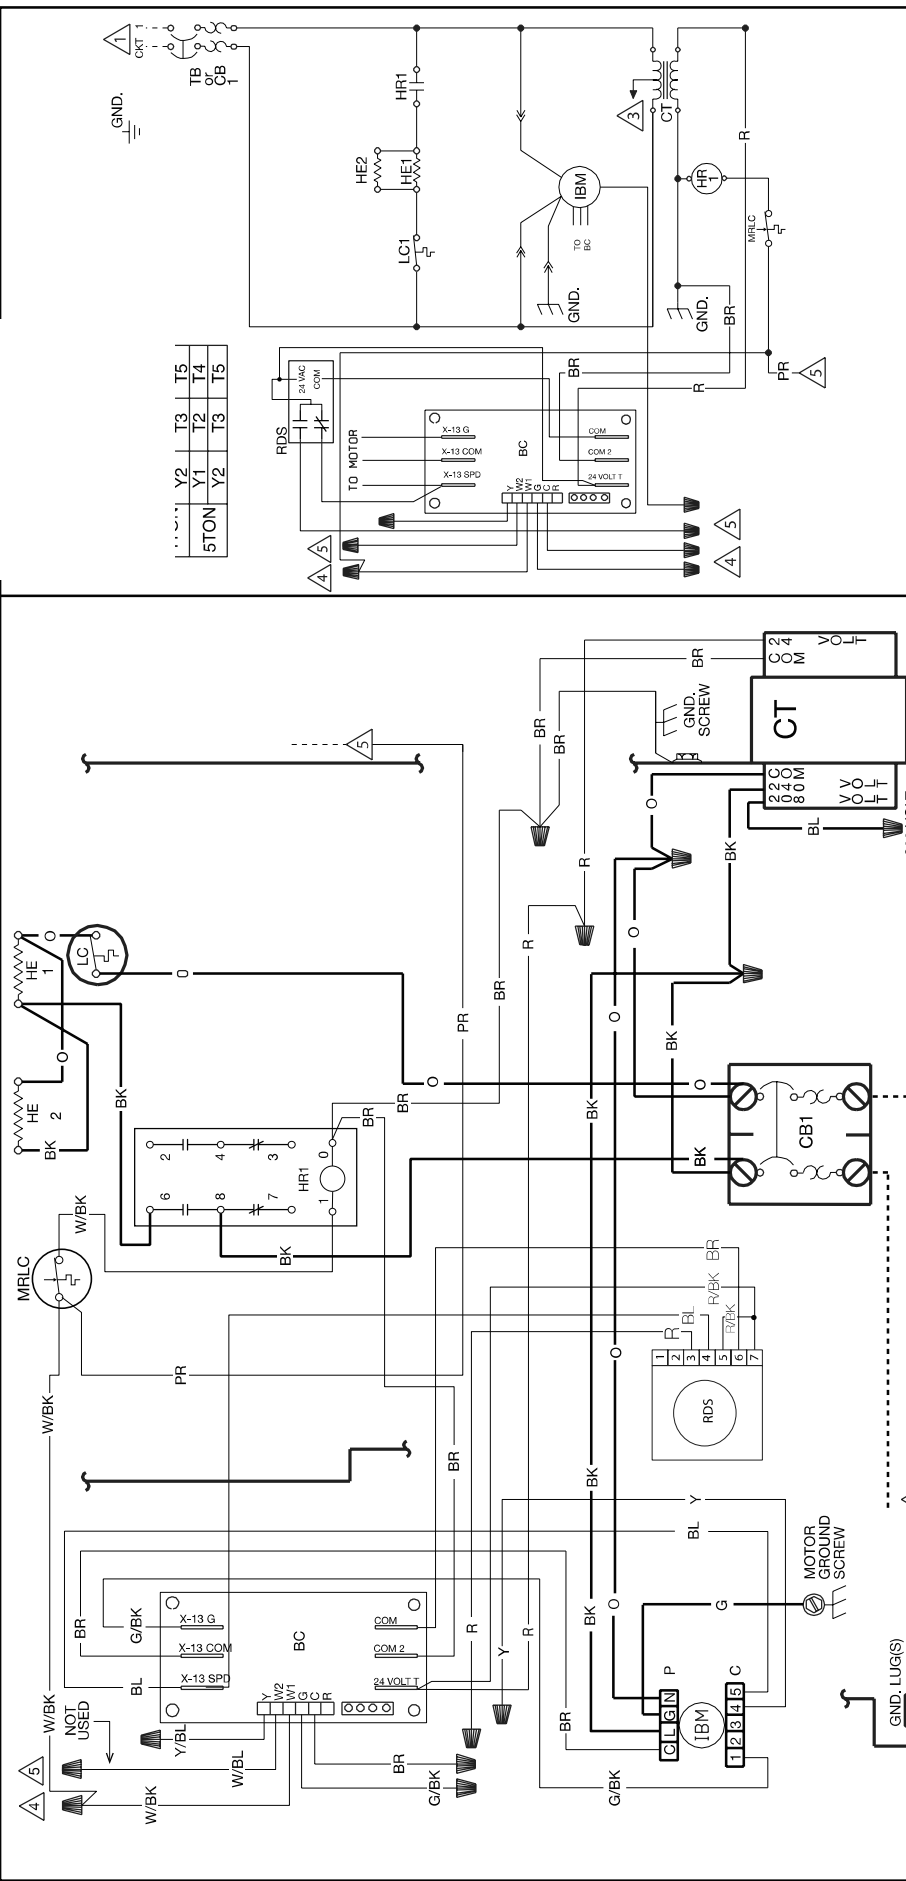 1
CKT 1
TB
or
CB
1
GND.
HR1
HE2
HE1
LC1
IBM
TO
BC
GND.
3
CT
R
HR
1
MRLC
GND.
BR
PR
5
Y2 T3 T5
Y1 T2 T4
5TON Y2 T3 T5
RDS
24 VAC
COM
TO MOTOR
X-13 G
X-13 COM
X-13 SPD
BC
COM
COM 2
24 VOLT T
Y
W2
W1
G
C
R
BR
R
5
4
5
4
5
PR
BR
BR
BR
R
GND.
SCREW
COM
24
VOLT
CT
COM
240
208
VOLT
VOLT
BL
O
BK
O
R
R
HE
1
O
LC
O
HE
2
O
BK
BK
O
BR
PR
O
BK
BK
O
BR
BR
2
4
3
6
8
7
HR1
0
1
BK
BK
O
CB1
MRLC
W/BK
PR
W/BK
BR
R/BK
BL
R
R/BK
O
1
2
3
4
5
6
7
RDS
BR
BK
Y
BL
MOTOR
GROUND
SCREW
G
BR
G/BK
BL
X-13 G
X-13 COM
X-13 SPD
BC
COM
COM 2
24 VOLT T
Y
W2
W1
G
C
R
R
Y
R
BK
O
P
C L G N
IBM
C
1 2 3 4 5
BR
G/BK
W/BK
NOT
USED
Y/BL
W/BL
W/BK
BR
G/BK
5
4
GND. LUG(S)